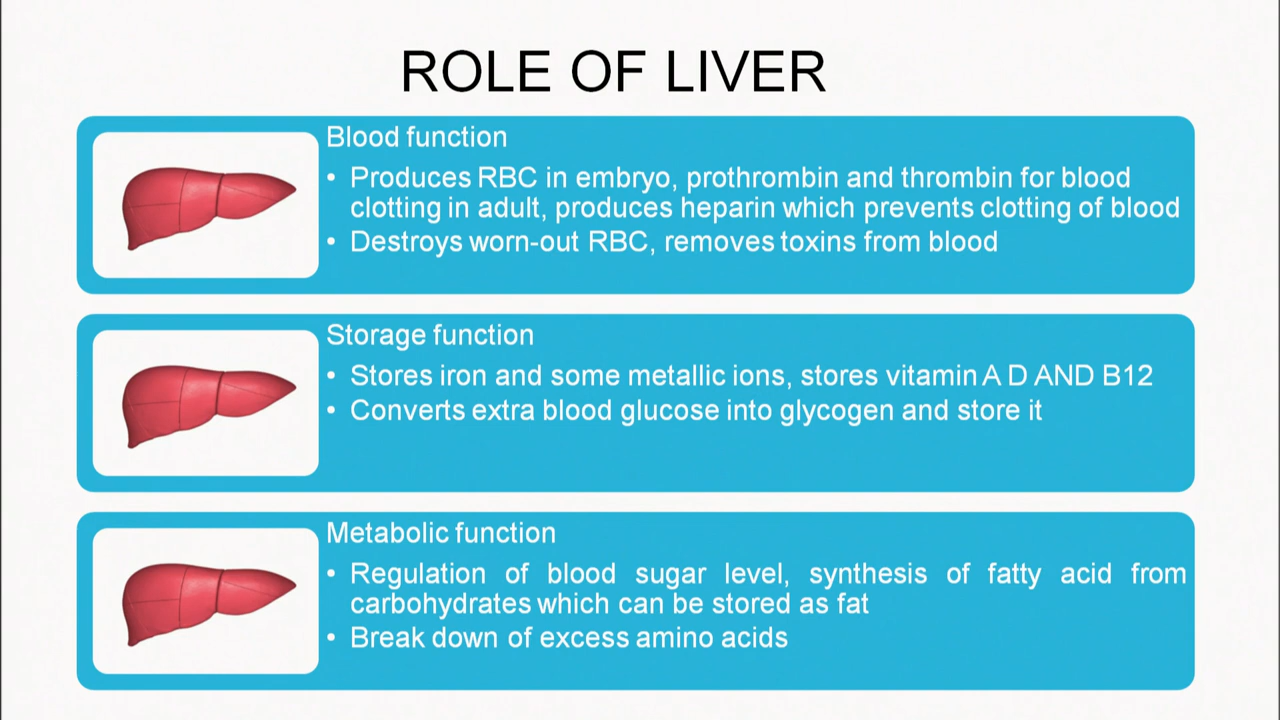 ROLE OF LIVER
Blood function
• Produces RBC in embryo, prothrombin and thrombin for blood
clotting in adult, produces heparin which prevents clotting of blood
• Destroys worn-out RBC, removes toxins from blood
Storage function
• Stores iron and some metallic ions, stores vitamin A D AND B12
• Converts extra blood glucose into glycogen and store it
Metabolic function
• Regulation of blood sugar level, synthesis of fatty acid from
carbohydrates which can be stored as fat
• Break down of excess amino acids